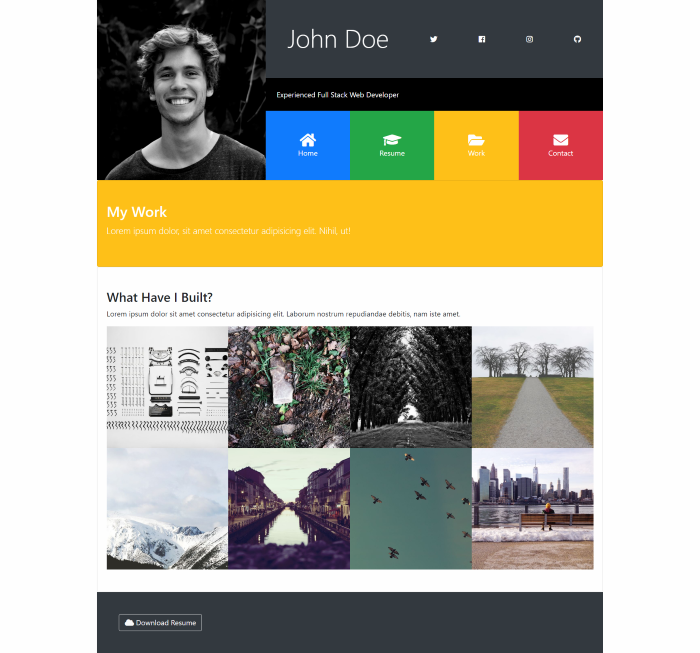 John Doe
Experienced Full Stack Web Developer
Home
Resume
Work
Contact
My Work
Lorem ipsum dolor, sit amet consectetur adipisicing elit. Nihil, ut!
What Have I Built?
Lorem ipsum dolor sit amet consectetur adipisicing elit. Laborum nostrum repudiandae debitis, nam iste amet.
Download Resume